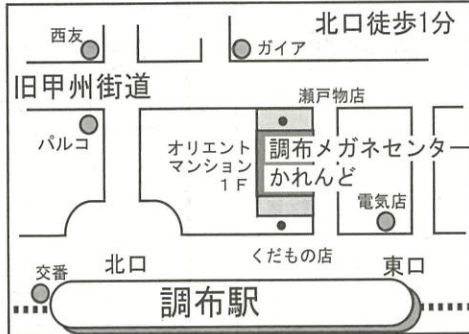 北口徒歩1分
西友
ガイア
旧甲州街道
瀬戸物店
パルコ
オリエント
マンション
1F
調布メガネセンター
かれんど
電気店
くだもの店
交番
北口
東口
調布駅